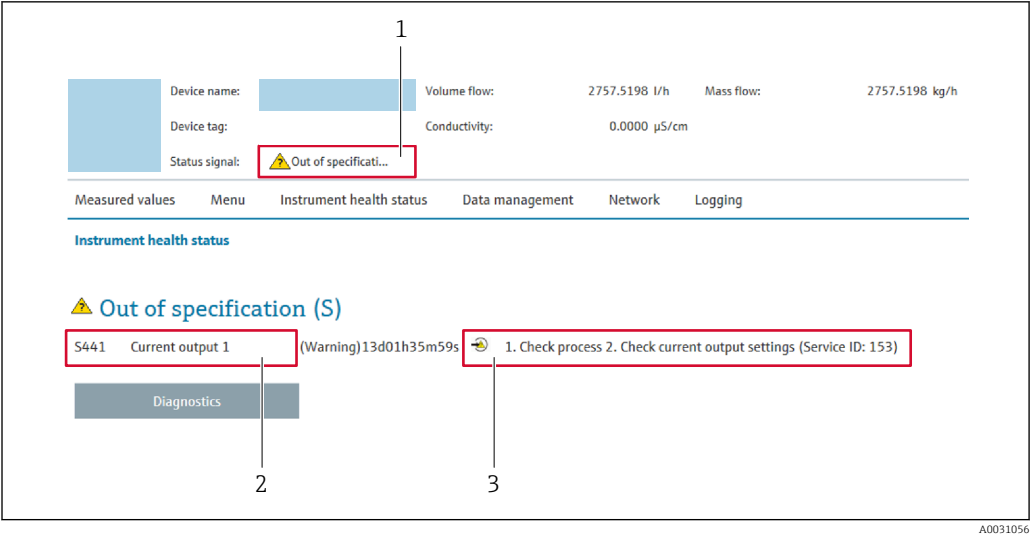 1
Device name: Volume flow: 2757.5198 l/h Mass flow: 2757.5198 kg/h
Device tag: Conductivity: 0.0000 µS/cm
Status signal: Out of specificati...
Measured values Menu Instrument health status Data management Network Logging
Instrument health status
Out of specification (S)
S441 Current output 1 (Warning)13d01h35m59s 1. Check process 2. Check current output settings (Service ID: 153)
Diagnostics
2 3
A0031056